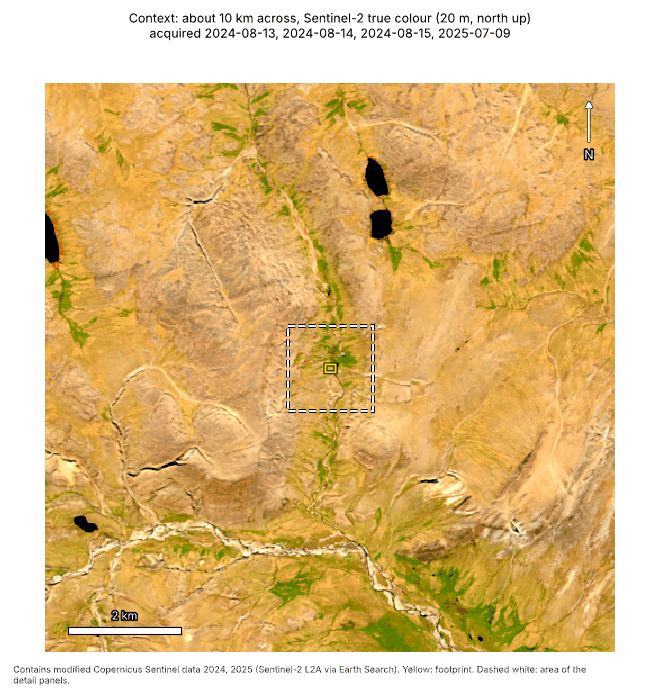 Context: about 10 km across, Sentinel-2 true colour (20 m, north up)
acquired 2024-08-13, 2024-08-14, 2024-08-15, 2025-07-09
N
2 km
Contains modified Copernicus Sentinel data 2024, 2025 (Sentinel-2 L2A via Earth Search). Yellow: footprint. Dashed white: area of the
detail panels.